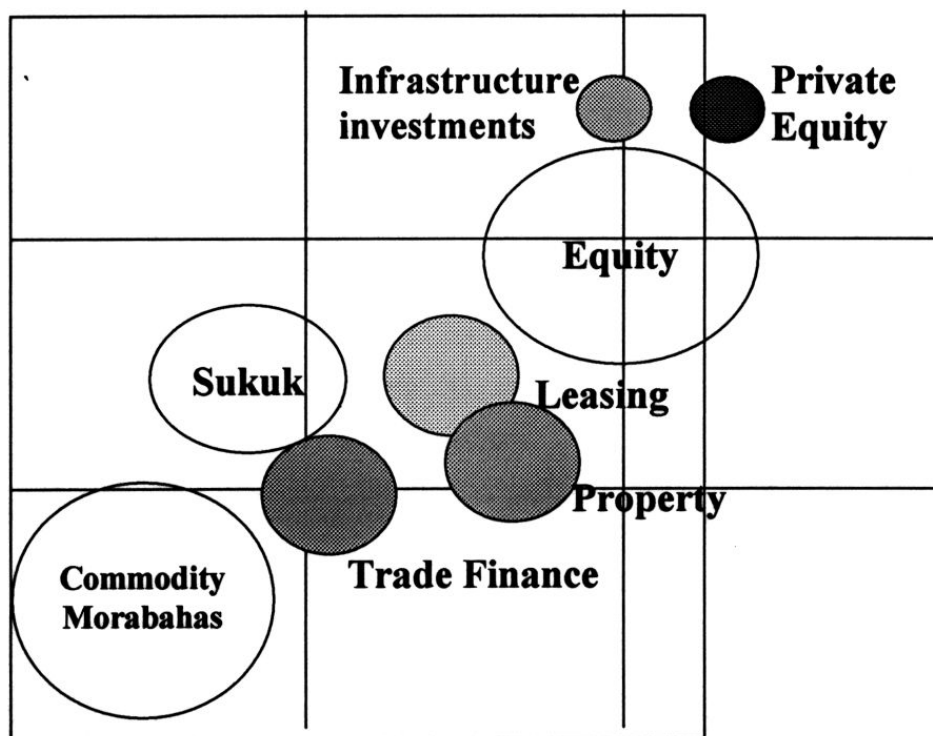 Infrastructure
investments
Private
Equity
Equity
Sukuk
Leasing
Property
Trade Finance
Commodity
Morabahas